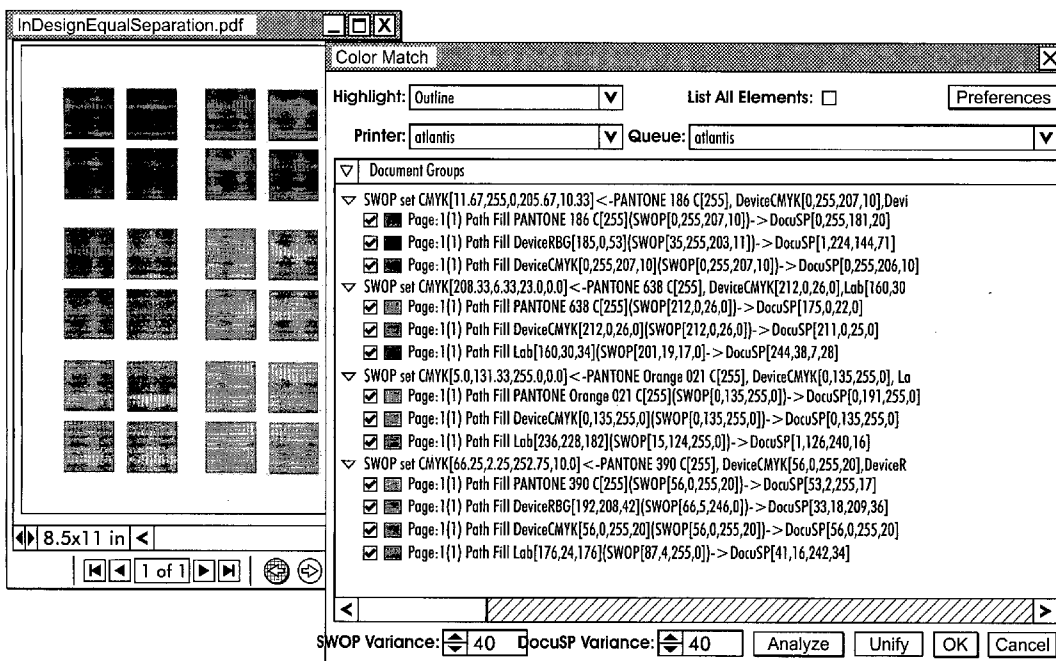 InDesignEqualSeparation.pdf
Color Match
Highlight: Outline List All Elements: Preferences
Printer: atlantis Queue: atlantis
Document Groups
SWOP set CMYK[11.67,255,0,205.67,10.33]<-PANTONE 186 C[255], DeviceCMYK[0,255,207,10],Devi
Page:1(1) Path Fill PANTONE 186 C[255](SWOP[0,255,207,10])->DocuSP[0,255,181,20]
Page:1(1) Path Fill DeviceRBG[185,0,53](SWOP[35,255,203,11])->DocuSP[1,224,144,71]
Page:1(1) Path Fill DeviceCMYK[0,255,207,10](SWOP[0,255,207,10])->DocuSP[0,255,206,10]
SWOP set CMYK[208.33,6.33,23.0,0.0]<-PANTONE 638 C[255], DeviceCMYK[212,0,26,0],Lab[160,30
Page:1(1) Path Fill PANTONE 638 C[255](SWOP[212,0,26,0])->DocuSP[175,0,22,0]
Page:1(1) Path Fill DeviceCMYK[212,0,26,0](SWOP[212,0,26,0])->DocuSP[211,0,25,0]
Page:1(1) Path Fill Lab[160,30,34](SWOP[201,19,17,0]->DocuSP[244,38,7,28]
SWOP set CMYK[5.0,131.33,255.0,0.0]<-PANTONE Orange 021 C[255], DeviceCMYK[0,135,255,0], La
Page:1(1) Path Fill PANTONE Orange 021 C[255](SWOP[0,135,255,0])->DocuSP[0,191,255,0]
Page:1(1) Path Fill DeviceCMYK[0,135,255,0](SWOP[0,135,255,0])->DocuSP[0,135,255,0]
Page:1(1) Path Fill Lab[236,228,182](SWOP[15,124,255,0])->DocuSP[1,126,240,16]
SWOP set CMYK[66.25,2.25,252.75,10.0]<-PANTONE 390 C[255], DeviceCMYK[56,0,255,20],DeviceR
Page:1(1) Path Fill PANTONE 390 C[255](SWOP[56,0,255,20])->DocuSP[53,2,255,17]
Page:1(1) Path Fill DeviceRBG[192,208,42](SWOP[66,5,246,0])->DocuSP[33,18,209,36]
Page:1(1) Path Fill DeviceCMYK[56,0,255,20](SWOP[56,0,255,20])->DocuSP[56,0,255,20]
Page:1(1) Path Fill Lab[176,24,176](SWOP[87,4,255,0])->DocuSP[41,16,242,34]
8.5x11 in
1 of 1
SWOP Variance: 40 DocuSP Variance: 40 Analyze Unify OK Cancel